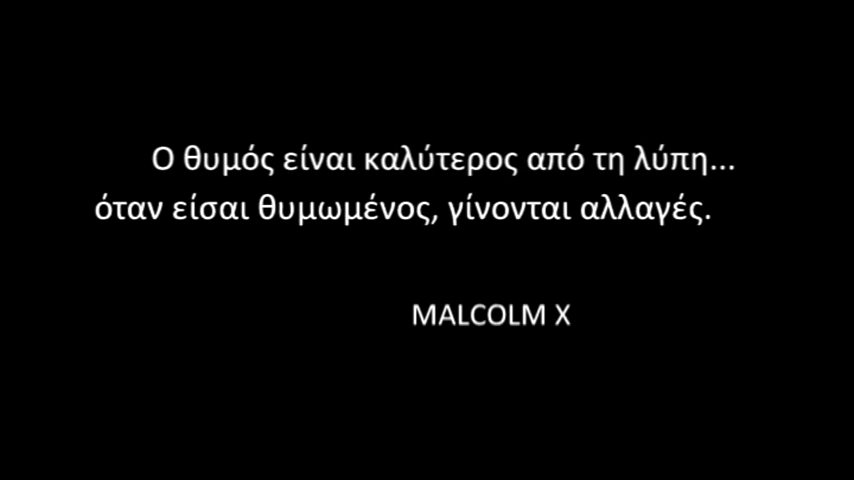 Ο θυμός είναι καλύτερος από τη λύπη...
όταν είσαι θυμωμένος, γίνονται αλλαγές.
MALCOLM X